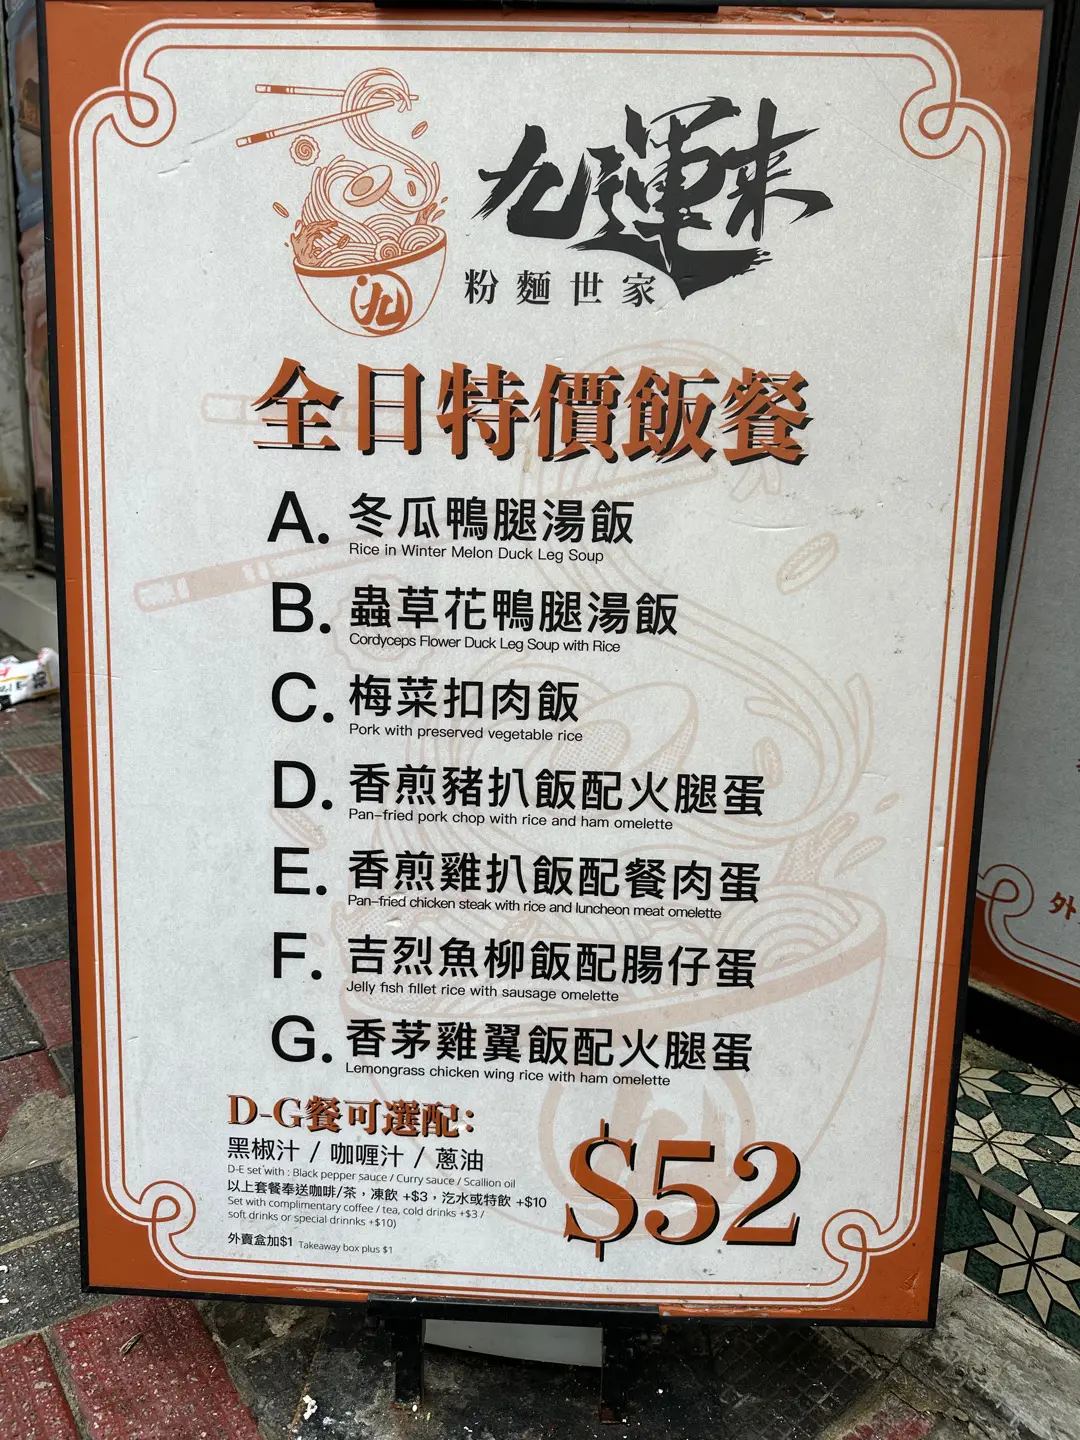 九運來
粉麵世家
九
全日特價飯餐
A. 冬瓜鴨腿湯飯
Rice in Winter Melon Duck Leg Soup
B. 蟲草花鴨腿湯飯
Cordyceps Flower Duck Leg Soup with Rice
C. 梅菜扣肉飯
Pork with preserved vegetable rice
D. 香煎豬扒飯配火腿蛋
Pan-fried pork chop with rice and ham omelette
E. 香煎雞扒飯配餐肉蛋
Pan-fried chicken steak with rice and luncheon meat omelette
F. 吉烈魚柳飯配腸仔蛋
Jelly fish fillet rice with sausage omelette
G. 香茅雞翼飯配火腿蛋
Lemongrass chicken wing rice with ham omelette
D-G餐可選配：
黑椒汁 / 咖喱汁 / 蔥油
D-E set with : Black pepper sauce / Curry sauce / Scallion oil
以上套餐奉送咖啡/茶，凍飲 +$3，汽水或特飲 +$10
Set with complimentary coffee / tea, cold drinks +$3 /
soft drinks or special drinnks +$10)
外賣盒加$1 Takeaway box plus $1
$52
外